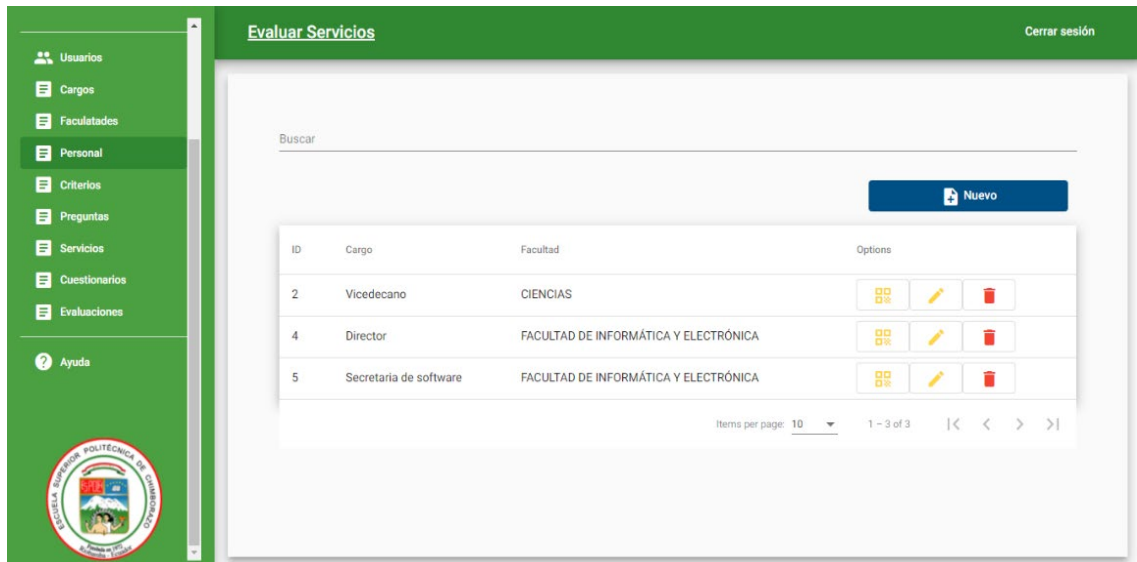 Evaluar Servicios
Cerrar sesión
Usuarios
Cargos
Faculatades
Personal
Criterios
Preguntas
Servicios
Cuestionarios
Evaluaciones
Ayuda
ESCUELA SUPERIOR POLITÉCNICA DE CHIMBORAZO
Buscar
Nuevo
ID Cargo Facultad Options
2 Vicedecano CIENCIAS
4 Director FACULTAD DE INFORMÁTICA Y ELECTRÓNICA
5 Secretaria de software FACULTAD DE INFORMÁTICA Y ELECTRÓNICA
Items per page: 10 1 – 3 of 3